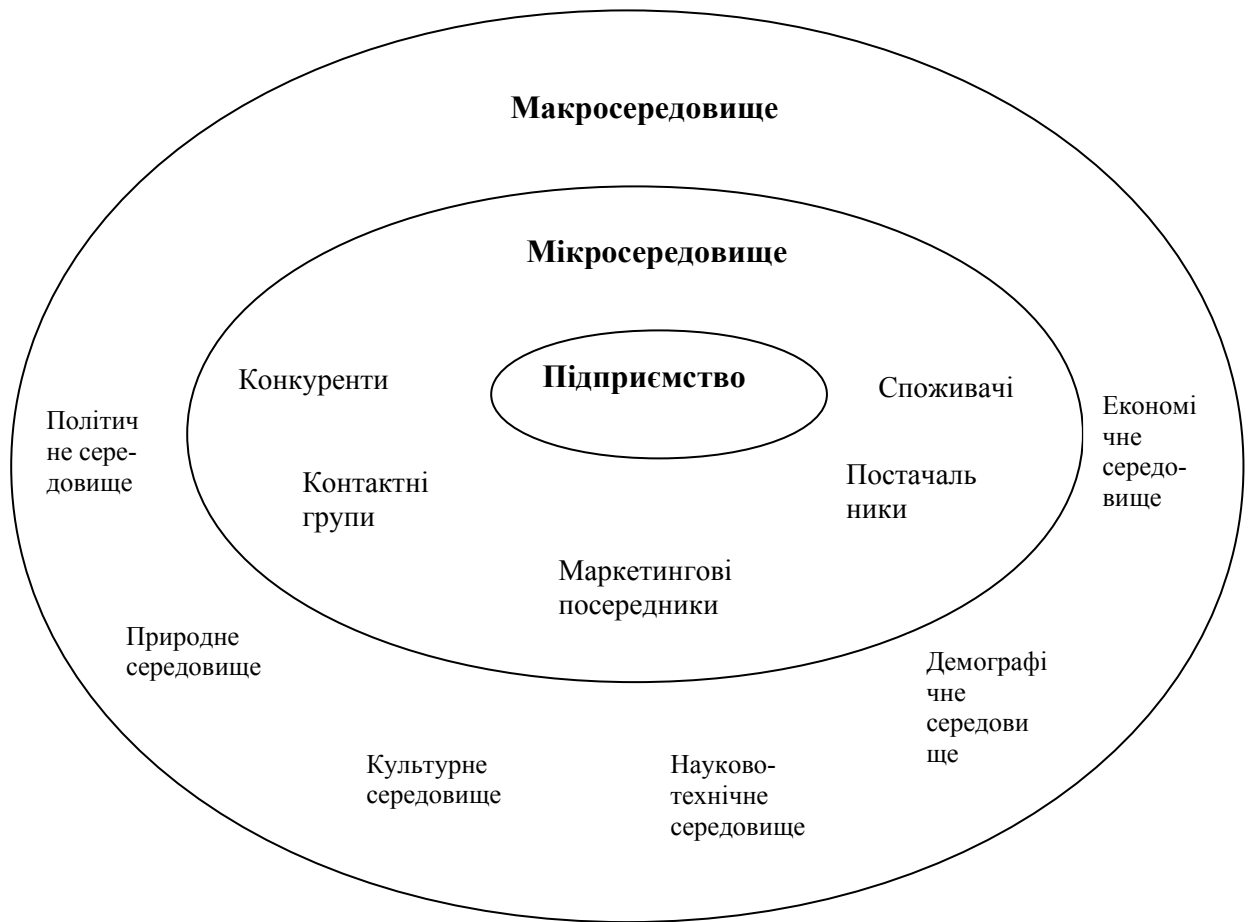 Макросередовище
Мікросередовище
Підприємство
Конкуренти
Споживачі
Політич
не сере-
довище
Економі
чне
середо-
вище
Контактні
групи
Постачаль
ники
Маркетингові
посередники
Природне
середовище
Демографі
чне
середови
ще
Культурне
середовище
Науково-
технічне
середовище